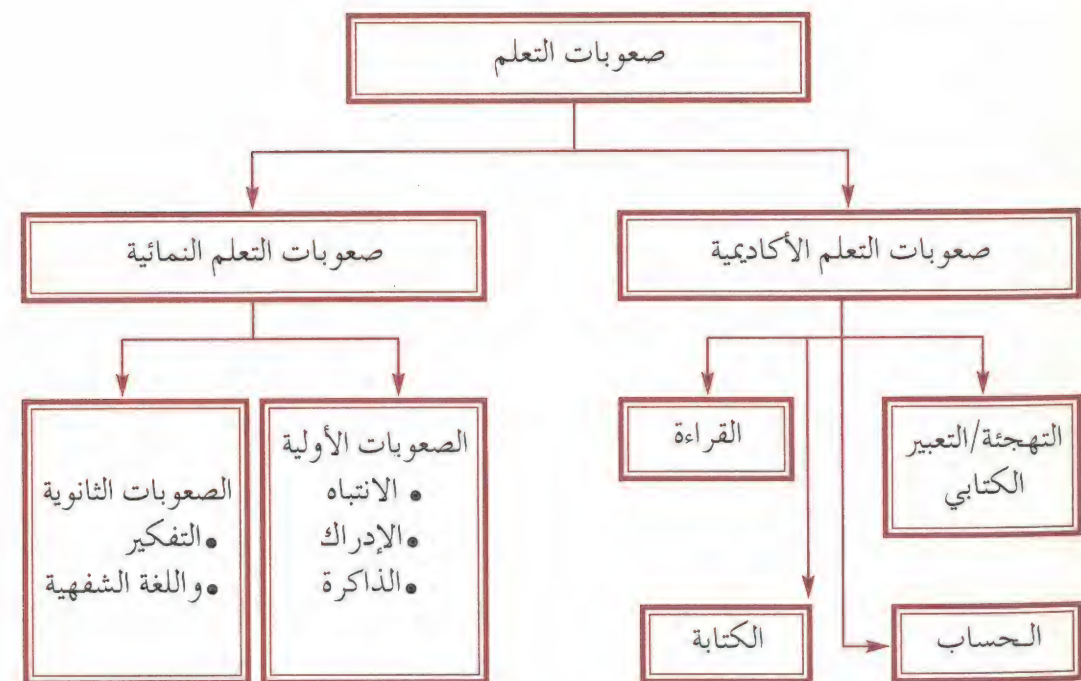 صعوبات التعلم
صعوبات التعلم الأكاديمية
صعوبات التعلم النمائية
التهجئة/التعبير
الكتابي
القراءة
الحساب
الكتابة
الصعوبات الأولية
• الانتباه
• الإدراك
• الذاكرة
الصعوبات الثانوية
• التفكير
• واللغة الشفهية